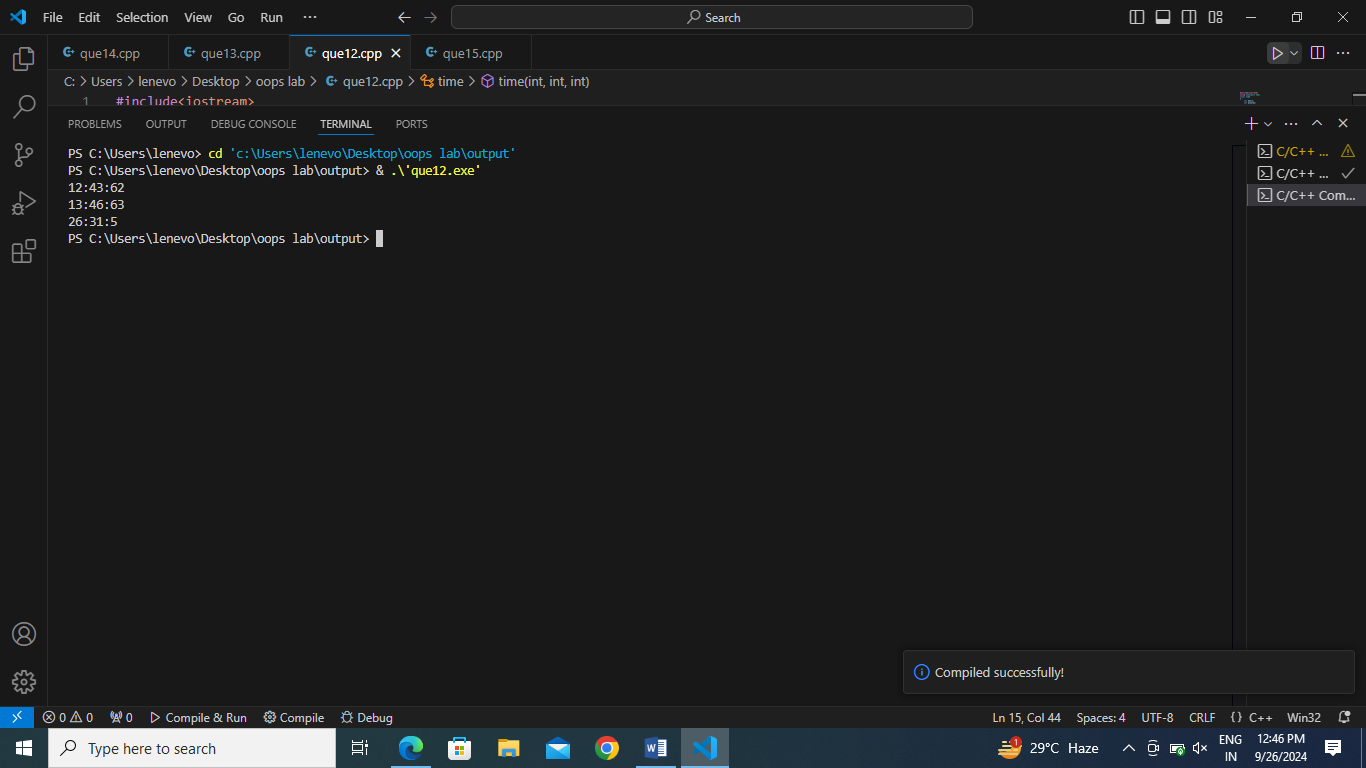 File Edit Selection View Go Run ··· Search
que14.cpp que13.cpp que12.cpp que15.cpp
C: > Users > lenevo > Desktop > oops lab > que12.cpp > time > time(int, int, int)
1 #include<iostream>
PROBLEMS OUTPUT DEBUG CONSOLE TERMINAL PORTS
PS C:\Users\lenevo> cd 'c:\Users\lenevo\Desktop\oops lab\output'
PS C:\Users\lenevo\Desktop\oops lab\output> & .\'que12.exe'
12:43:62
13:46:63
26:31:5
PS C:\Users\lenevo\Desktop\oops lab\output>
C/C++ ...
C/C++ ...
C/C++ Com...
Compiled successfully!
0 0 0 Compile & Run Compile Debug Ln 15, Col 44 Spaces: 4 UTF-8 CRLF {} C++ Win32
Type here to search
1 29°C Haze
ENG
IN
12:46 PM
9/26/2024